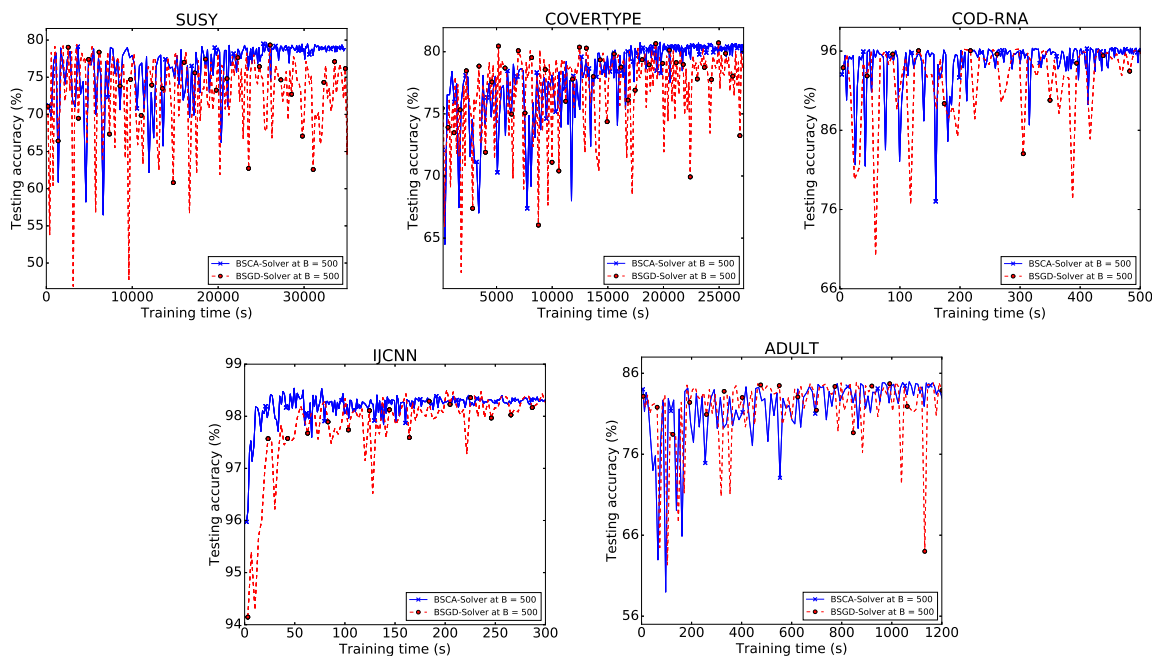 SUSY
Testing accuracy (%)
80
75
70
65
60
55
50
0 10000 20000 30000
Training time (s)
BSCA-Solver at B = 500
BSGD-Solver at B = 500
COVERTYPE
Testing accuracy (%)
80
75
70
65
5000 10000 15000 20000 25000
Training time (s)
BSCA-Solver at B = 500
BSGD-Solver at B = 500
COD-RNA
Testing accuracy (%)
96
86
76
66
0 100 200 300 400 500
Training time (s)
BSCA-Solver at B = 500
BSGD-Solver at B = 500
IJCNN
Testing accuracy (%)
99
98
97
96
95
94
0 50 100 150 200 250 300
Training time (s)
BSCA-Solver at B = 500
BSGD-Solver at B = 500
ADULT
Testing accuracy (%)
86
76
66
56
0 200 400 600 800 1000 1200
Training time (s)
BSCA-Solver at B = 500
BSGD-Solver at B = 500